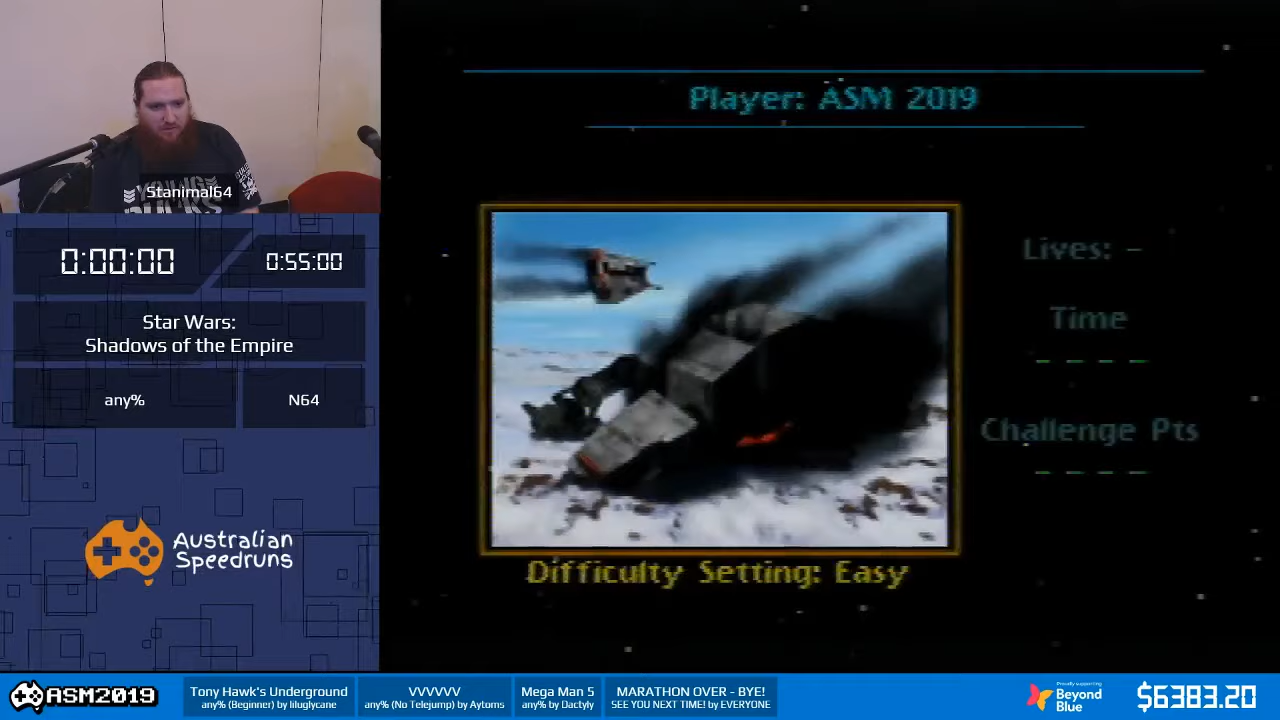 Stanimal64
0:00:00
0:55:00
Star Wars:
Shadows of the Empire
any%
N64
Australian
Speedruns
Player: ASM 2019
Lives: -
Time
- - - -
Challenge Pts
- - - -
Difficulty Setting: Easy
ASM2019
Tony Hawk's Underground
any% (Beginner) by liluglycane
VVVVVV
any% (No Telejump) by Aytoms
Mega Man 5
any% by Dactyly
MARATHON OVER - BYE!
SEE YOU NEXT TIME! by EVERYONE
Proudly supporting
Beyond
Blue
$6383.20